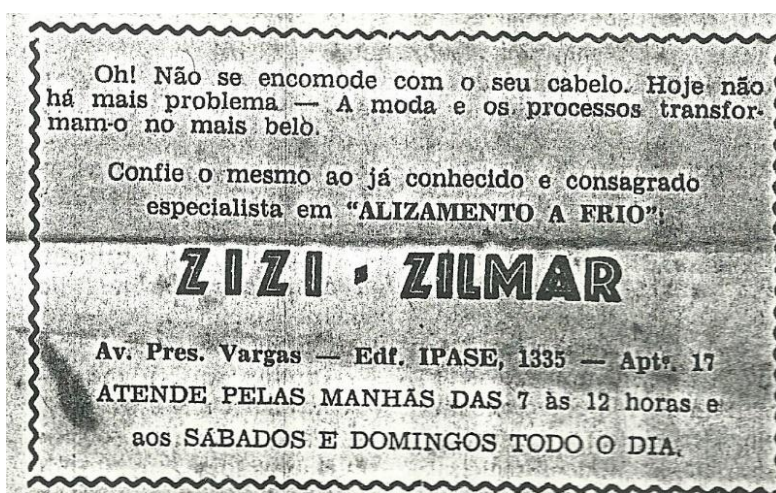 Oh! Não se encomode com o seu cabelo. Hoje não
há mais problema — A moda e os processos transfor-
mam-o no mais belo.
Confie o mesmo ao já conhecido e consagrado
especialista em "ALIZAMENTO A FRIO":
ZIZI - ZILMAR
Av. Pres. Vargas — Edf. IPASE, 1335 — Aptº. 17
ATENDE PELAS MANHÃS DAS 7 às 12 horas e
aos SÁBADOS E DOMINGOS TODO O DIA.